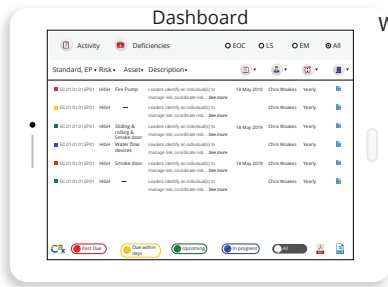 Dashboard
W
Activity Deficiencies EOC LS EM All
Standard, EP Risk Asset Description
EC.01.01.01,EP01 HIGH Fire Pump Leaders identify an individual(s) to manage risk, coordinate risk....See more 18 May 2019 Chris Woakes Yearly
EC.01.01.01,EP01 HIGH – Leaders identify an individual(s) to manage risk, coordinate risk....See more Chris Woakes Yearly
EC.01.01.01,EP01 HIGH Sliding & rolling & Smoke door Leaders identify an individual(s) to manage risk, coordinate risk....See more 18 May 2019 Chris Woakes Yearly
EC.01.01.01,EP01 HIGH Water flow devices Leaders identify an individual(s) to manage risk, coordinate risk....See more Chris Woakes Yearly
EC.01.01.01,EP01 HIGH Smoke door Leaders identify an individual(s) to manage risk, coordinate risk....See more 18 May 2019 Chris Woakes Yearly
EC.01.01.01,EP01 HIGH – Leaders identify an individual(s) to manage risk, coordinate risk....See more Chris Woakes Yearly
Past Due Due within days Upcoming In progress All